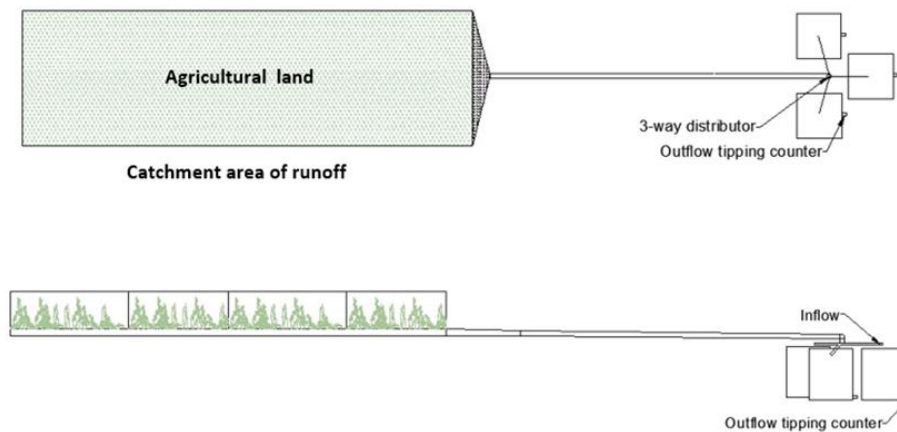 Agricultural land
3-way distributor
Outflow tipping counter
Catchment area of runoff
Inflow
Outflow tipping counter